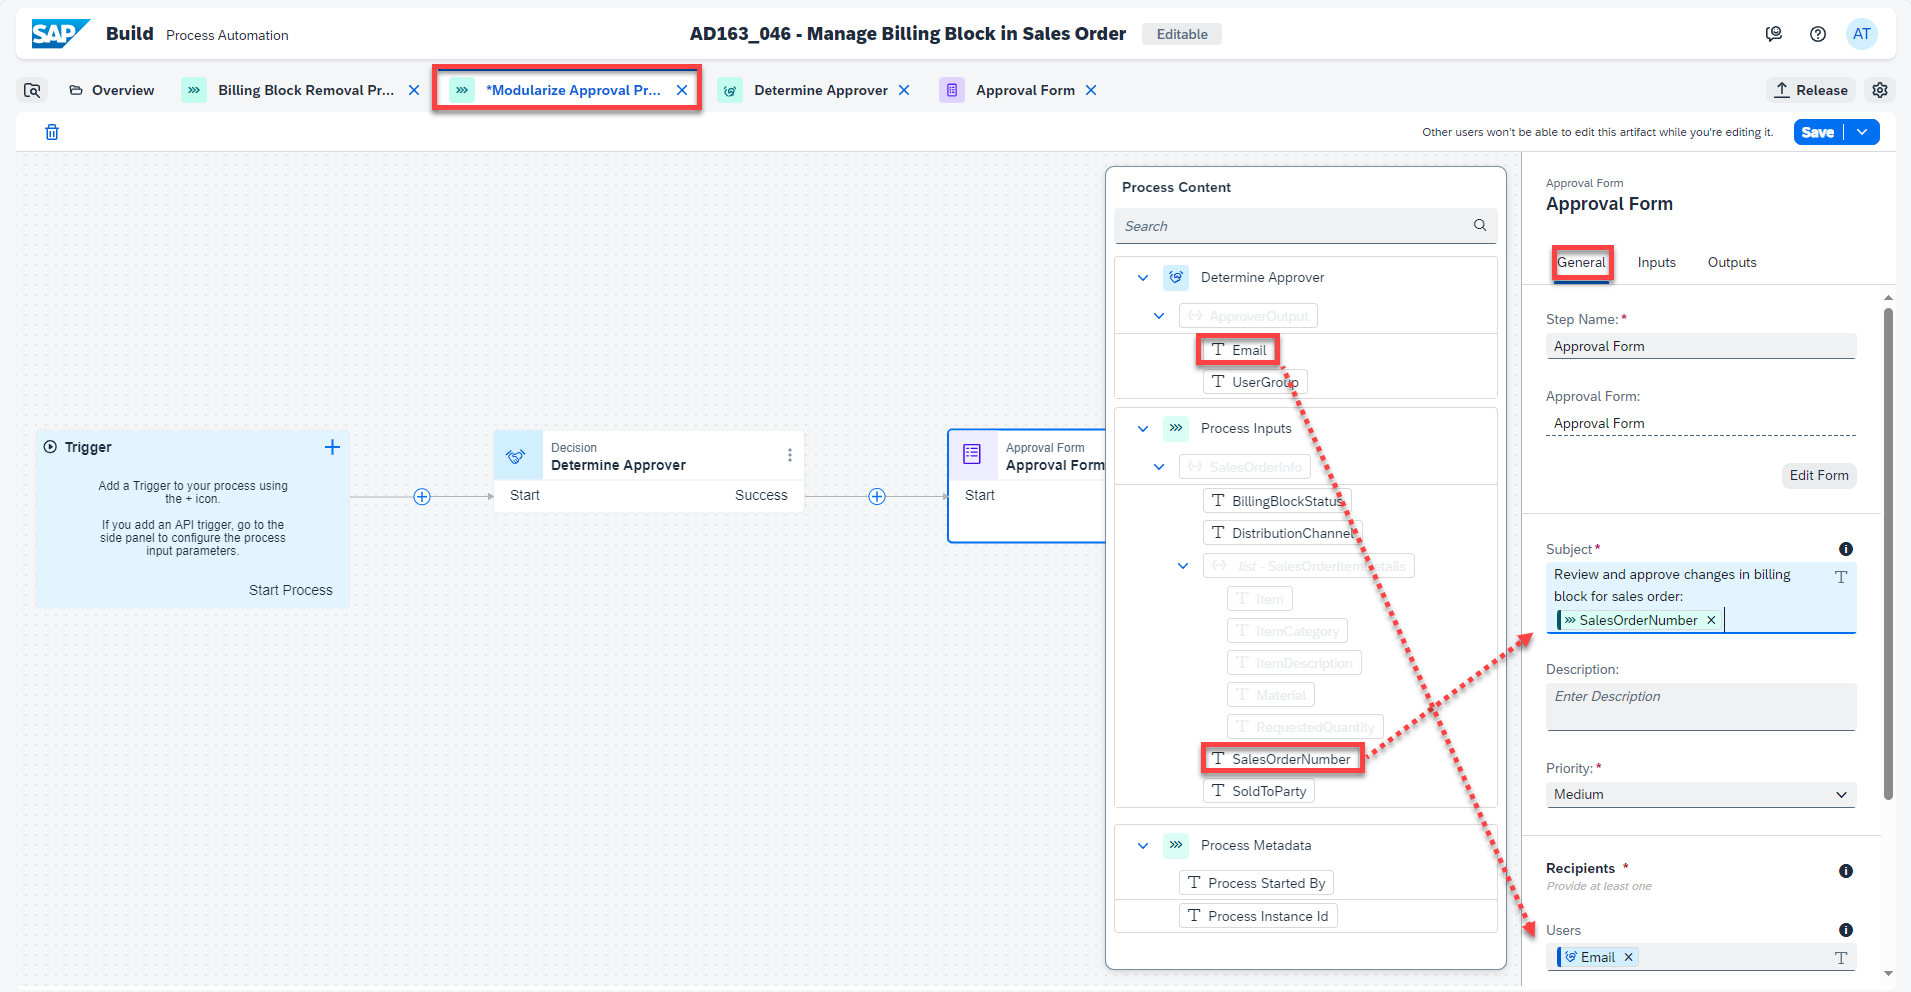 SAP Build Process Automation
AD163_046 - Manage Billing Block in Sales Order
Editable
AT
Overview
Billing Block Removal Pr...
*Modularize Approval Pr...
Determine Approver
Approval Form
Release
Other users won't be able to edit this artifact while you're editing it.
Save
Trigger
Add a Trigger to your process using
the + icon.
If you add an API trigger, go to the
side panel to configure the process
input parameters.
Start Process
Decision
Determine Approver
Start
Success
Approval Form
Approval Form
Start
Process Content
Search
Determine Approver
ApproverOutput
T Email
T UserGroup
Process Inputs
SalesOrderInfo
T BillingBlockStatus
T DistributionChannel
list - SalesOrderItemDetails
T Item
T ItemCategory
T ItemDescription
T Material
T RequestedQuantity
T SalesOrderNumber
T SoldToParty
Process Metadata
T Process Started By
T Process Instance Id
Approval Form
Approval Form
General
Inputs
Outputs
Step Name: *
Approval Form
Approval Form:
Approval Form
Edit Form
Subject *
Review and approve changes in billing
block for sales order:
SalesOrderNumber
Description:
Enter Description
Priority: *
Medium
Recipients *
Provide at least one
Users
Email